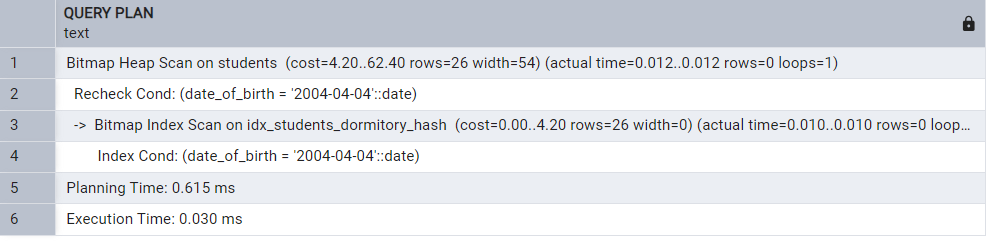 QUERY PLAN
text
1 Bitmap Heap Scan on students (cost=4.20..62.40 rows=26 width=54) (actual time=0.012..0.012 rows=0 loops=1)
2 Recheck Cond: (date_of_birth = '2004-04-04'::date)
3 -> Bitmap Index Scan on idx_students_dormitory_hash (cost=0.00..4.20 rows=26 width=0) (actual time=0.010..0.010 rows=0 loop...
4 Index Cond: (date_of_birth = '2004-04-04'::date)
5 Planning Time: 0.615 ms
6 Execution Time: 0.030 ms